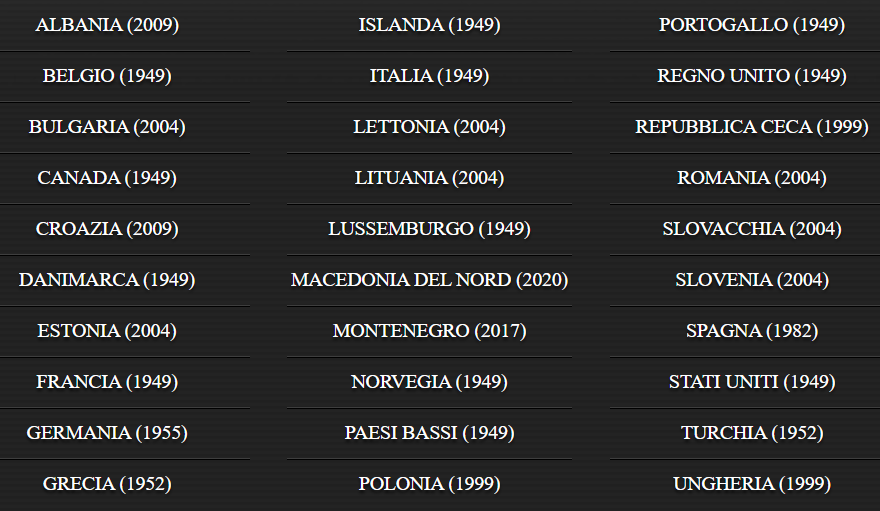 ALBANIA (2009)
ISLANDA (1949)
PORTOGALLO (1949)
BELGIO (1949)
ITALIA (1949)
REGNO UNITO (1949)
BULGARIA (2004)
LETTONIA (2004)
REPUBBLICA CECA (1999)
CANADA (1949)
LITUANIA (2004)
ROMANIA (2004)
CROAZIA (2009)
LUSSEMBURGO (1949)
SLOVACCHIA (2004)
DANIMARCA (1949)
MACEDONIA DEL NORD (2020)
SLOVENIA (2004)
ESTONIA (2004)
MONTENEGRO (2017)
SPAGNA (1982)
FRANCIA (1949)
NORVEGIA (1949)
STATI UNITI (1949)
GERMANIA (1955)
PAESI BASSI (1949)
TURCHIA (1952)
GRECIA (1952)
POLONIA (1999)
UNGHERIA (1999)